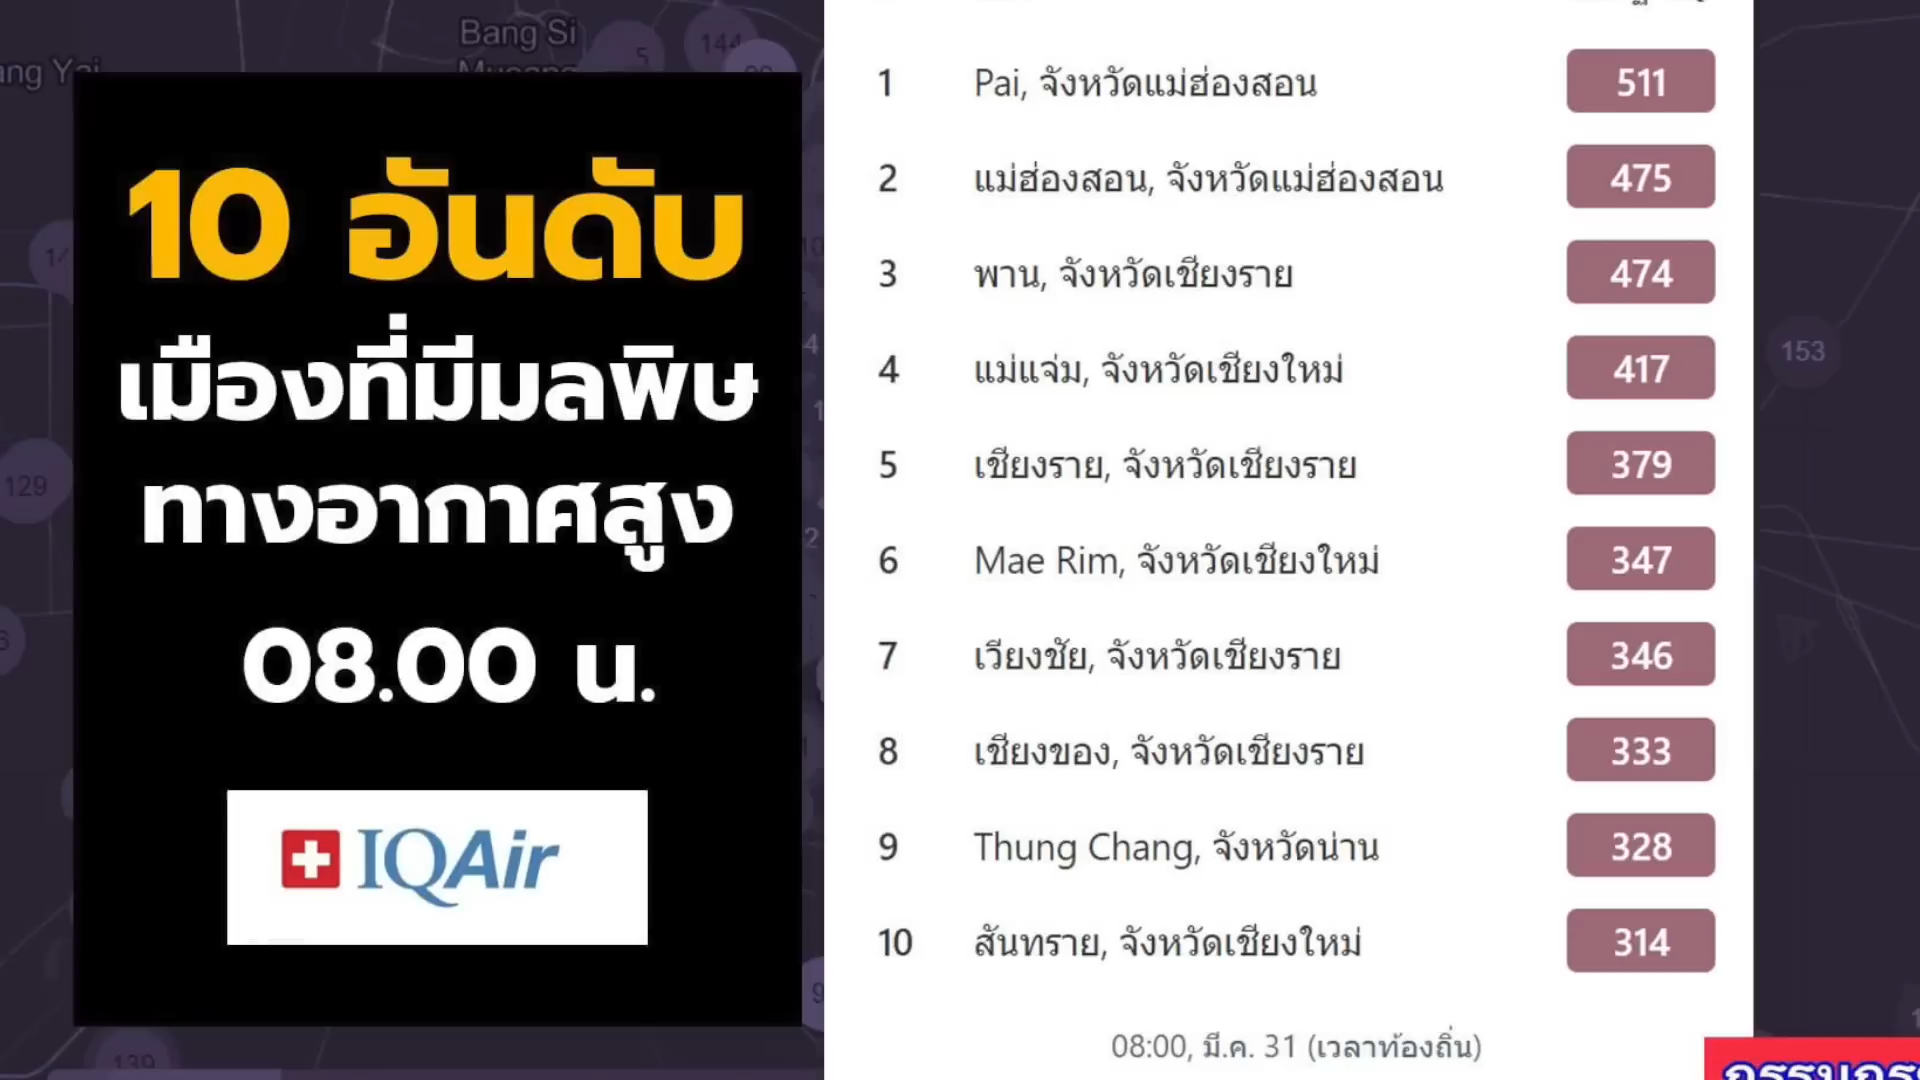 Bang Si
10 อันดับ
เมืองที่มีมลพิษ
ทางอากาศสูง
08.00 น.
IQAir
1 Pai, จังหวัดแม่ฮ่องสอน 511
2 แม่ฮ่องสอน, จังหวัดแม่ฮ่องสอน 475
3 พาน, จังหวัดเชียงราย 474
4 แม่แจ่ม, จังหวัดเชียงใหม่ 417
5 เชียงราย, จังหวัดเชียงราย 379
6 Mae Rim, จังหวัดเชียงใหม่ 347
7 เวียงชัย, จังหวัดเชียงราย 346
8 เชียงของ, จังหวัดเชียงราย 333
9 Thung Chang, จังหวัดน่าน 328
10 สันทราย, จังหวัดเชียงใหม่ 314
08:00, มี.ค. 31 (เวลาท้องถิ่น)
144
129
153
139